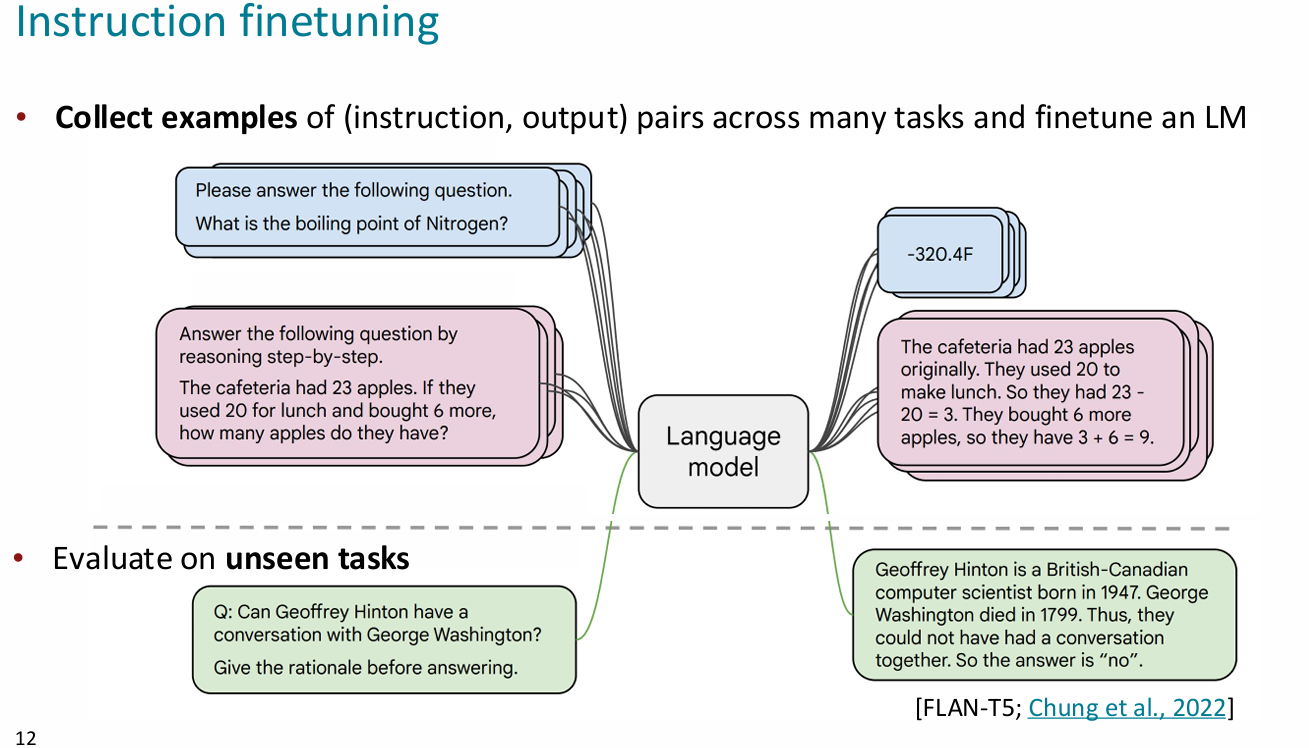 Instruction finetuning
• Collect examples of (instruction, output) pairs across many tasks and finetune an LM
Please answer the following question.
What is the boiling point of Nitrogen?
-320.4F
Answer the following question by
reasoning step-by-step.
The cafeteria had 23 apples. If they
used 20 for lunch and bought 6 more,
how many apples do they have?
Language
model
The cafeteria had 23 apples
originally. They used 20 to
make lunch. So they had 23 -
20 = 3. They bought 6 more
apples, so they have 3 + 6 = 9.
• Evaluate on unseen tasks
Q: Can Geoffrey Hinton have a
conversation with George Washington?
Give the rationale before answering.
Geoffrey Hinton is a British-Canadian
computer scientist born in 1947. George
Washington died in 1799. Thus, they
could not have had a conversation
together. So the answer is “no”.
[FLAN-T5; Chung et al., 2022]
12